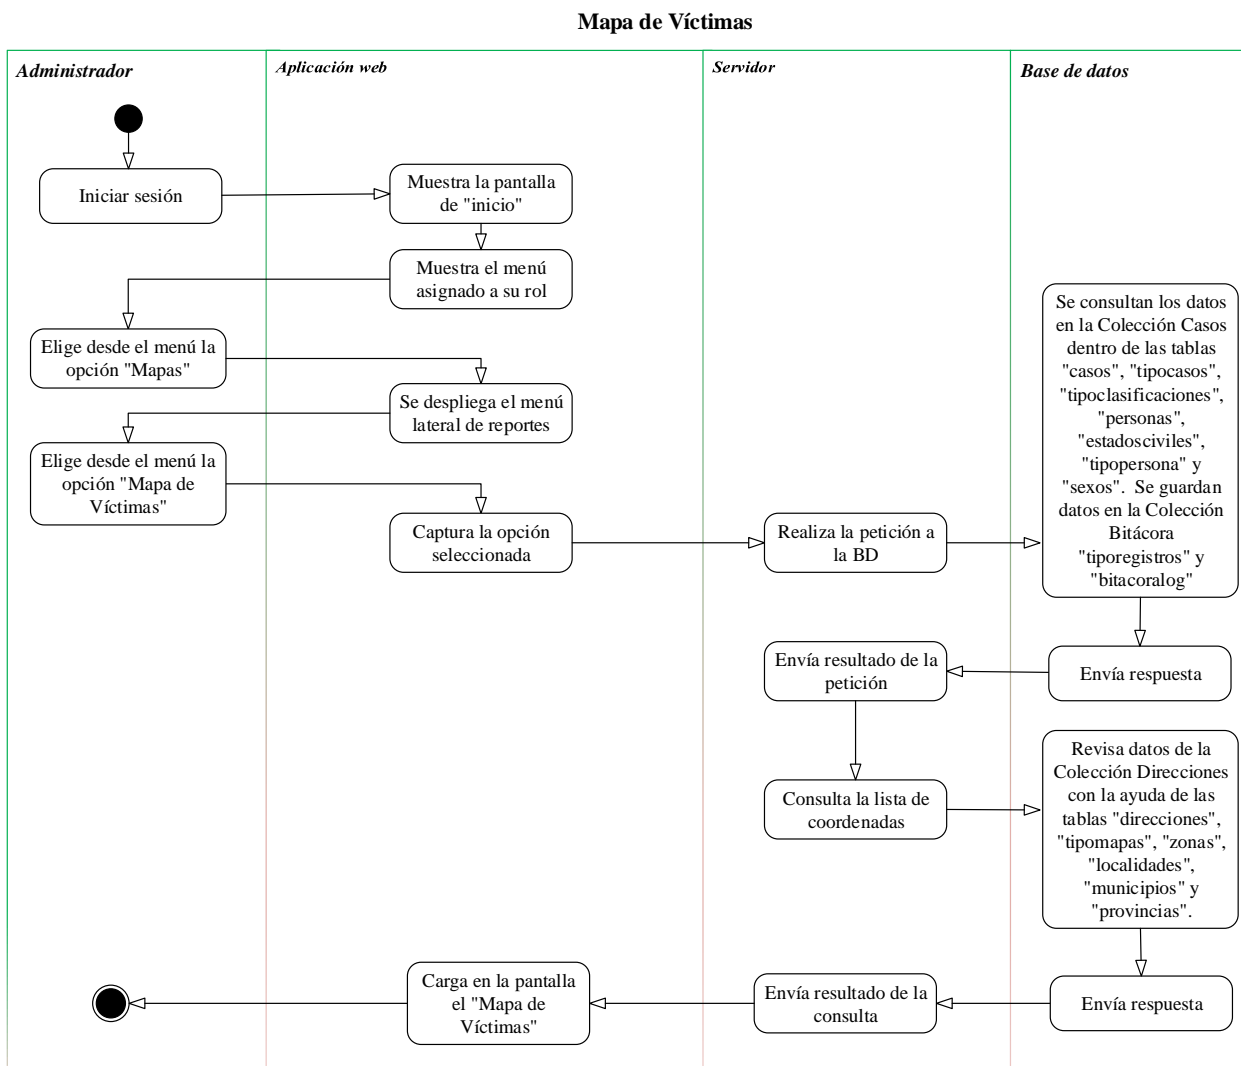 Mapa de Víctimas
Administrador
Aplicación web
Servidor
Base de datos
Iniciar sesión
Muestra la pantalla
de "inicio"
Muestra el menú
asignado a su rol
Elige desde el menú la
opción "Mapas"
Se despliega el menú
lateral de reportes
Elige desde el menú la
opción "Mapa de
Víctimas"
Captura la opción
seleccionada
Realiza la petición a
la BD
Se consultan los datos
en la Colección Casos
dentro de las tablas
"casos", "tipocasos",
"tipoclasificaciones",
"personas",
"estadosciviles",
"tipopersona" y
"sexos".  Se guardan
datos en la Colección
Bitácora
"tiporegistros" y
"bitacoralog"
Envía respuesta
Envía resultado de la
petición
Consulta la lista de
coordenadas
Revisa datos de la
Colección Direcciones
con la ayuda de las
tablas "direcciones",
"tipomapas", "zonas",
"localidades",
"municipios" y
"provincias".
Envía respuesta
Envía resultado de la
consulta
Carga en la pantalla
el "Mapa de
Víctimas"